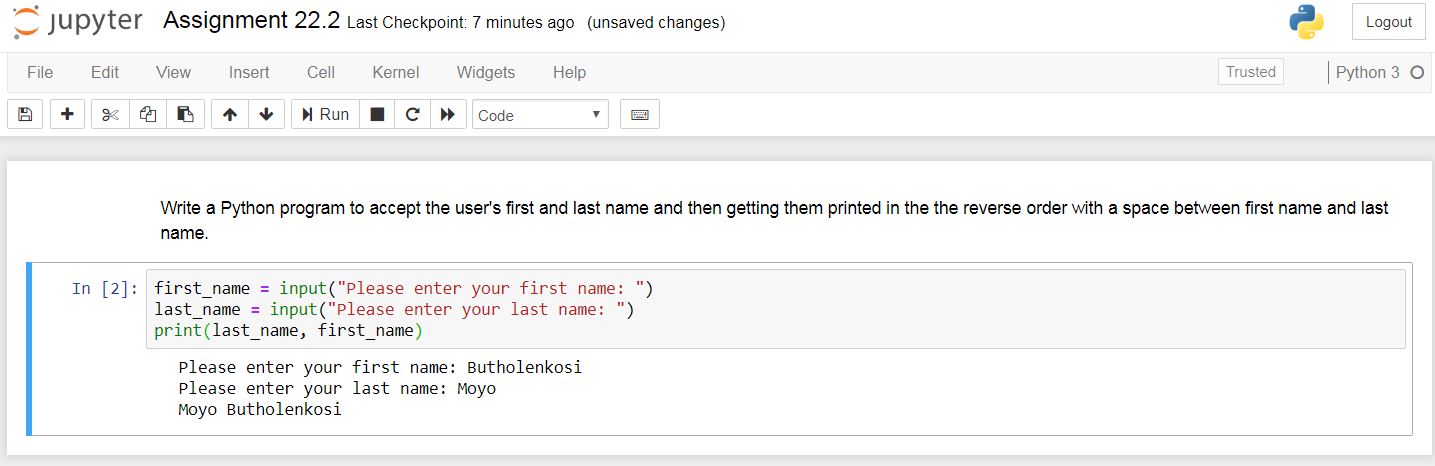 jupyter Assignment 22.2 Last Checkpoint: 7 minutes ago (unsaved changes) Logout
File Edit View Insert Cell Kernel Widgets Help Trusted Python 3
Run Code
Write a Python program to accept the user's first and last name and then getting them printed in the the reverse order with a space between first name and last
name.
In [2]: first_name = input("Please enter your first name: ")
last_name = input("Please enter your last name: ")
print(last_name, first_name)
Please enter your first name: Butholenkosi
Please enter your last name: Moyo
Moyo Butholenkosi